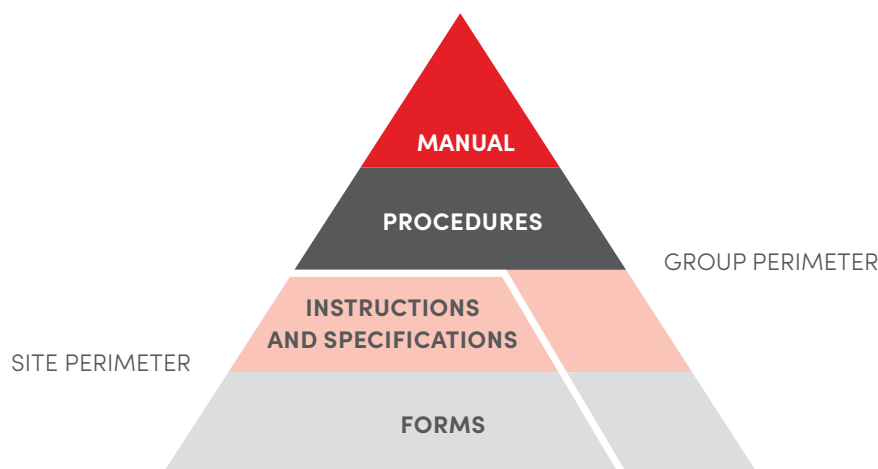 MANUAL
PROCEDURES
GROUP PERIMETER
INSTRUCTIONS
AND SPECIFICATIONS
SITE PERIMETER
FORMS